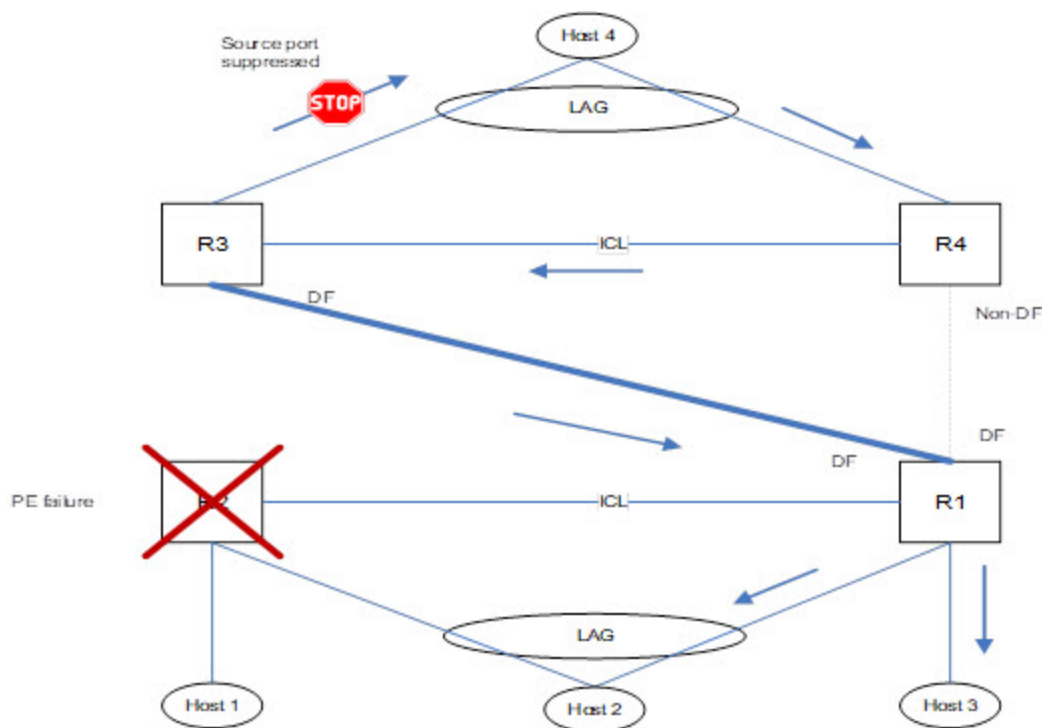 Host 4
Source port
suppressed
STOP
LAG
R3
ICL
R4
DF
Non-DF
DF
DF
PE failure
ICL
R1
LAG
Host 1
Host 2
Host 3